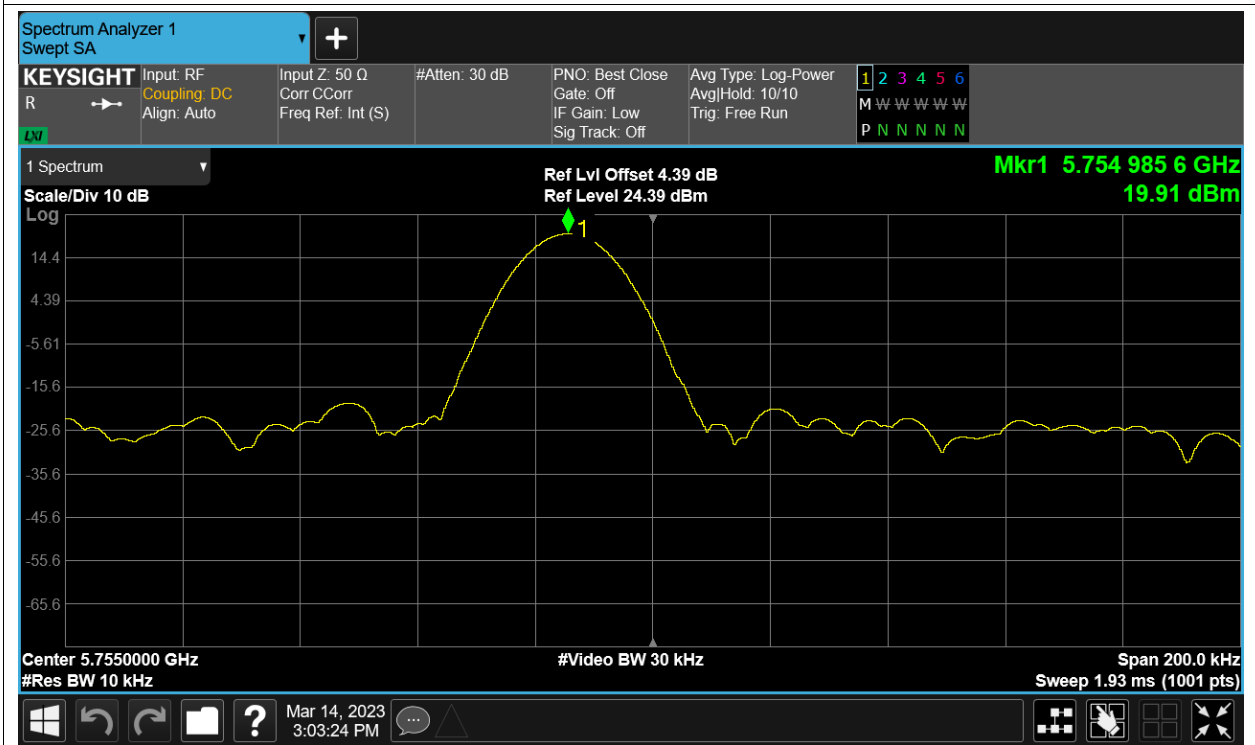 Spectrum Analyzer 1
Swept SA
KEYSIGHT
R
LXI
Input: RF
Coupling: DC
Align: Auto
Input Z: 50 Ω
Corr CCorr
Freq Ref: Int (S)
#Atten: 30 dB
PNO: Best Close
Gate: Off
IF Gain: Low
Sig Track: Off
Avg Type: Log-Power
Avg|Hold: 10/10
Trig: Free Run
1 2 3 4 5 6
M W W W W W
P N N N N N
1 Spectrum
Scale/Div 10 dB
Log
Ref Lvl Offset 4.39 dB
Ref Level 24.39 dBm
Mkr1 5.754 985 6 GHz
19.91 dBm
1
14.4
4.39
-5.61
-15.6
-25.6
-35.6
-45.6
-55.6
-65.6
Center 5.7550000 GHz
#Res BW 10 kHz
#Video BW 30 kHz
Span 200.0 kHz
Sweep 1.93 ms (1001 pts)
?
Mar 14, 2023
3:03:24 PM